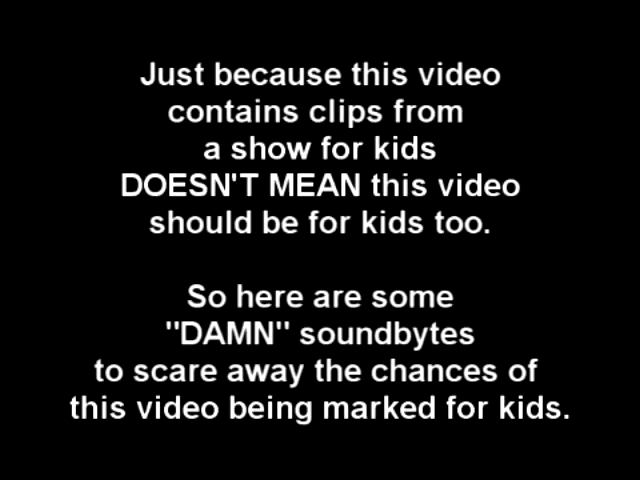 Just because this video
contains clips from
a show for kids
DOESN'T MEAN this video
should be for kids too.
So here are some
"DAMN" soundbytes
to scare away the chances of
this video being marked for kids.